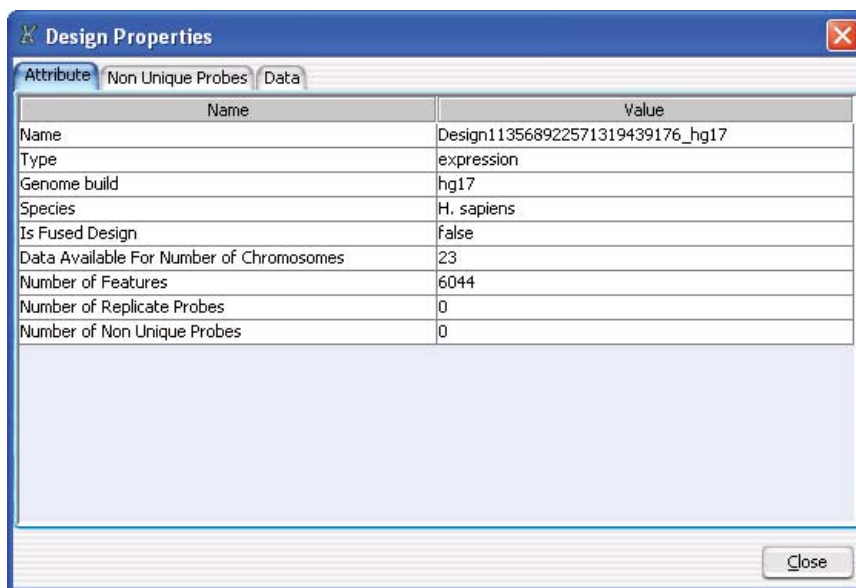 Design Properties
Attribute Non Unique Probes Data
Name Value
Name Design113568922571319439176_hg17
Type expression
Genome build hg17
Species H. sapiens
Is Fused Design false
Data Available For Number of Chromosomes 23
Number of Features 6044
Number of Replicate Probes 0
Number of Non Unique Probes 0
Close